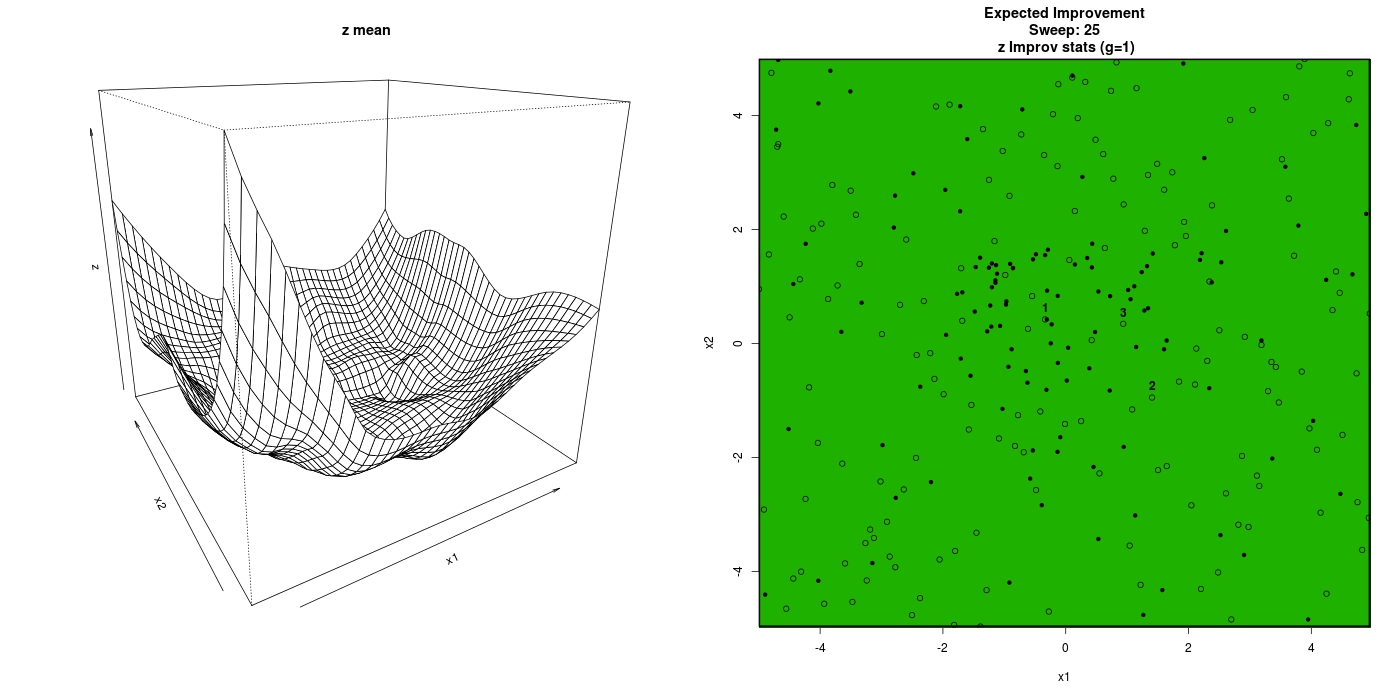 z mean
z
x2
x1
Expected Improvement
Sweep: 25
z Improv stats (g=1)
4
2
0
-2
-4
x2
1
3
2
-4
-2
0
2
4
x1